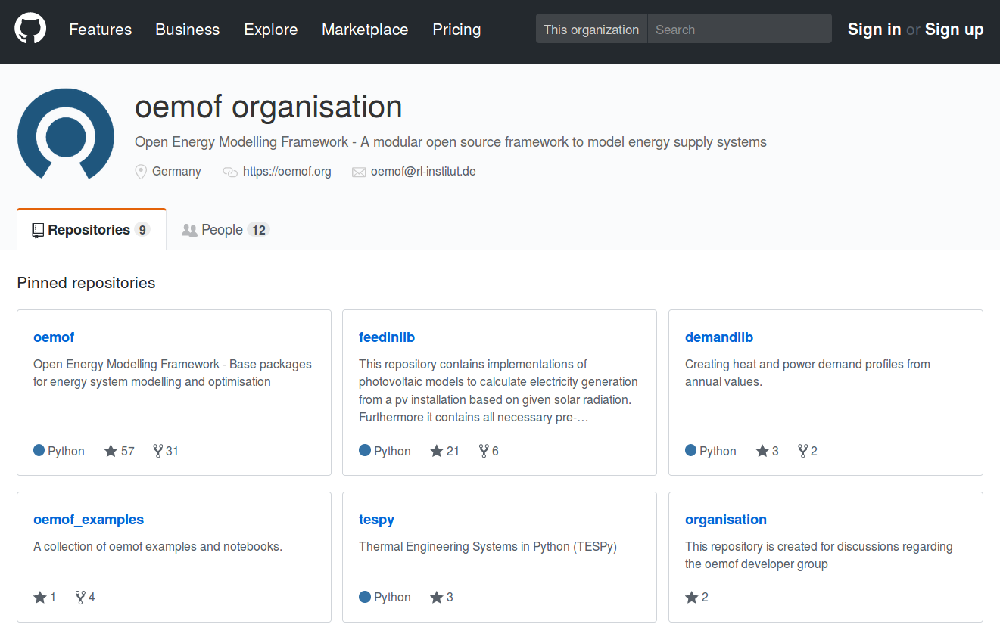 Features Business Explore Marketplace Pricing This organization Search Sign in or Sign up
oemof organisation
Open Energy Modelling Framework - A modular open source framework to model energy supply systems
Germany https://oemof.org oemof@rl-institut.de
Repositories 9 People 12
Pinned repositories
oemof
Open Energy Modelling Framework - Base packages
for energy system modelling and optimisation
Python 57 31
feedinlib
This repository contains implementations of
photovoltaic models to calculate electricity generation
from a pv installation based on given solar radiation.
Furthermore it contains all necessary pre-…
Python 21 6
demandlib
Creating heat and power demand profiles from
annual values.
Python 3 2
oemof_examples
A collection of oemof examples and notebooks.
1 4
tespy
Thermal Engineering Systems in Python (TESPy)
Python 3
organisation
This repository is created for discussions regarding
the oemof developer group
2